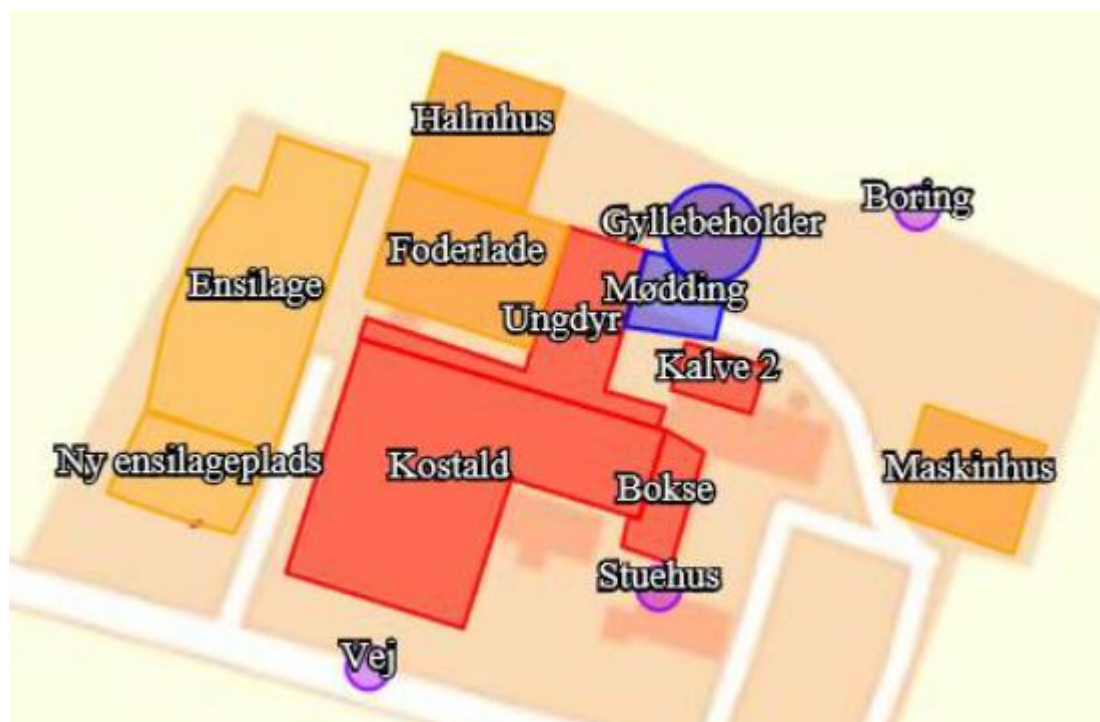 Halmhus
Boring
Gyllebeholder
Foderlade
Ensilage
Mødding
Ungdyr
Kalve 2
Ny ensilageplads
Kostald
Maskinhus
Bokse
Stuehus
Vej